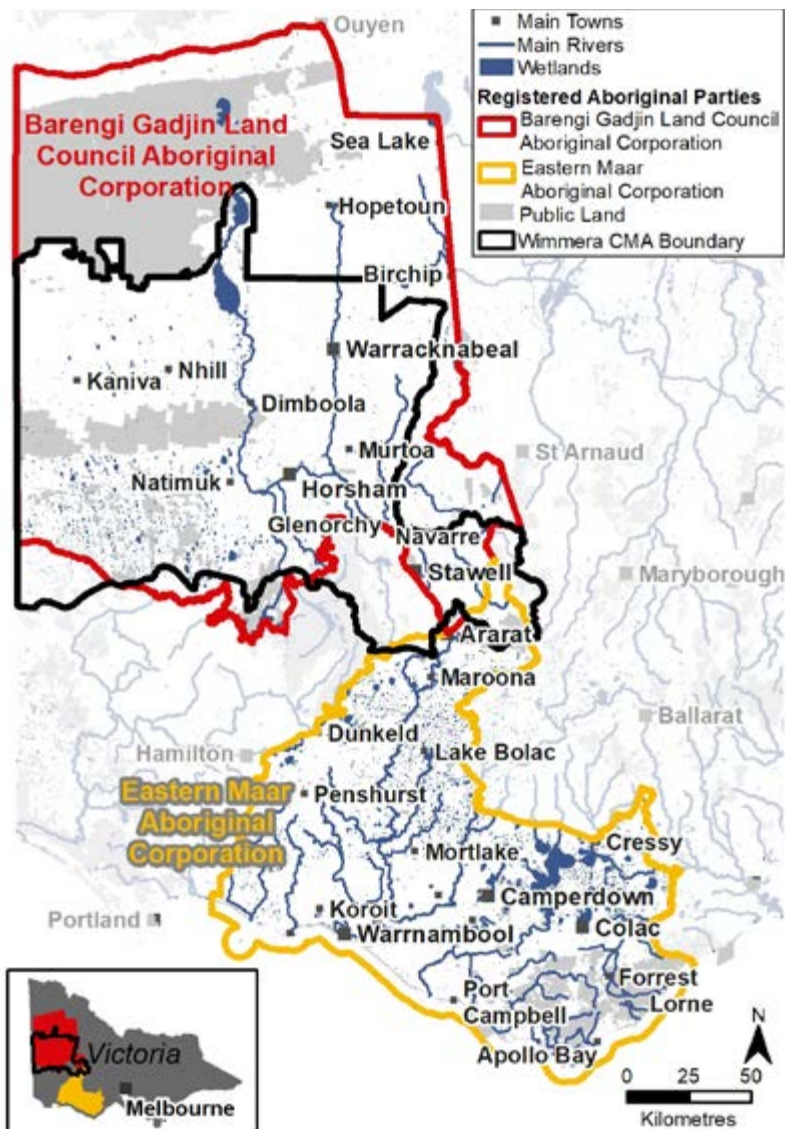 Ouyen
Main Towns
Main Rivers
Wetlands
Registered Aboriginal Parties
Barengi Gadjin Land Council
Aboriginal Corporation
Eastern Maar
Aboriginal Corporation
Public Land
Wimmera CMA Boundary
Barengi Gadjin Land
Council Aboriginal
Corporation
Sea Lake
Hopetoun
Birchip
Warracknabeal
Nhill
Kaniva
Dimboola
Murtoa
St Arnaud
Natimuk
Horsham
Glenorchy
Navarre
Stawell
Maryborough
Ararat
Maroona
Ballarat
Dunkeld
Hamilton
Lake Bolac
Eastern Maar
Aboriginal
Corporation
Penshurst
Mortlake
Cressy
Camperdown
Koroit
Portland
Warrnambool
Colac
Forrest
Port
Campbell
Lorne
Apollo Bay
N
0 25 50
Kilometres
Victoria
Melbourne